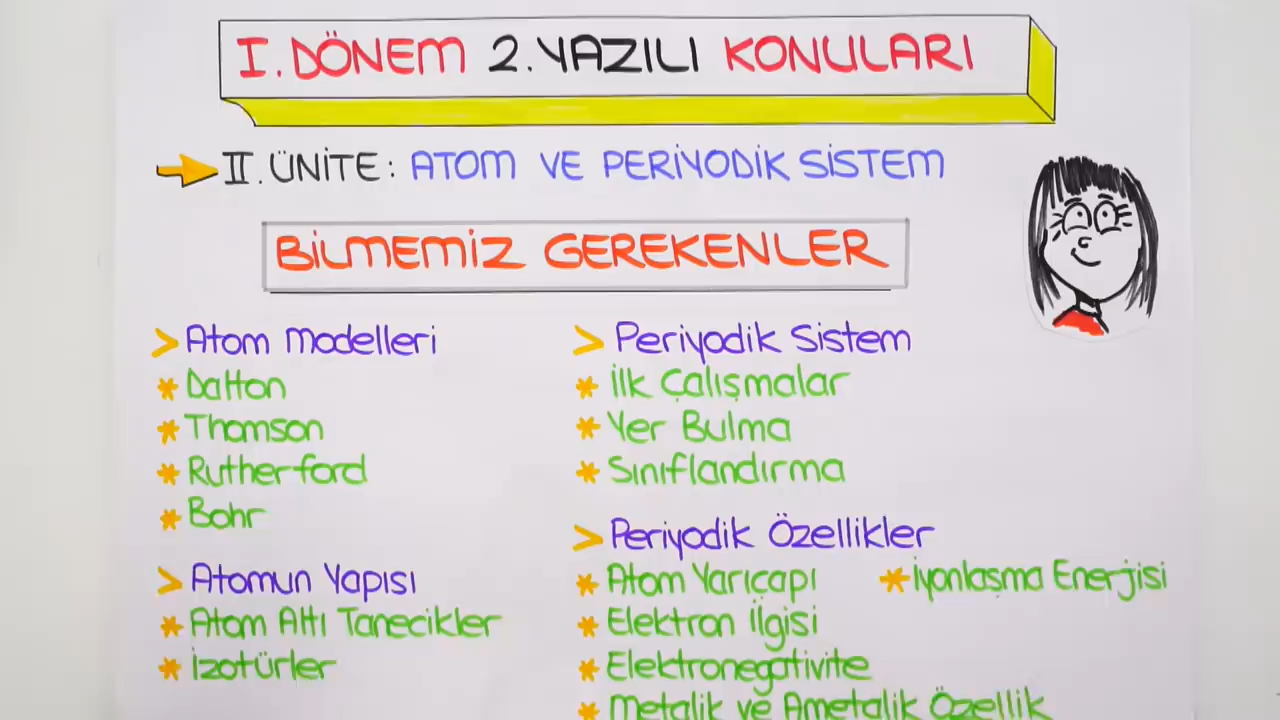 I. DÖNEM 2. YAZILI KONULARI
II. ÜNİTE: ATOM VE PERİYODİK SİSTEM
BİLMEMİZ GEREKENLER
> Atom Modelleri
* Dalton
* Thomson
* Rutherford
* Bohr
> Atomun Yapısı
* Atom Altı Tanecikler
* İzotürler
> Periyodik Sistem
* İlk Çalışmalar
* Yer Bulma
* Sınıflandırma
> Periyodik Özellikler
* Atom Yarıçapı * İyonlaşma Enerjisi
* Elektron İlgisi
* Elektronegativite
* Metalik ve Ametalik Özellik